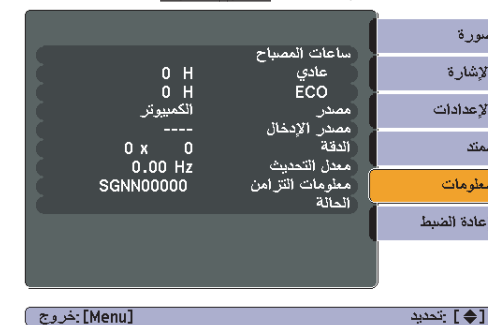 صورة
الإشارة
الإعدادات
ممتد
معلومات
عادة الضبط
ساعات المصباح
عادي 0 H
ECO 0 H
مصدر الكمبيوتر
مصدر الإدخال ----
الدقة 0 x 0
معدل التحديث 0.00 Hz
معلومات التزامن SGNN00000
الحالة
[◆]: تحديد [Menu]: خروج